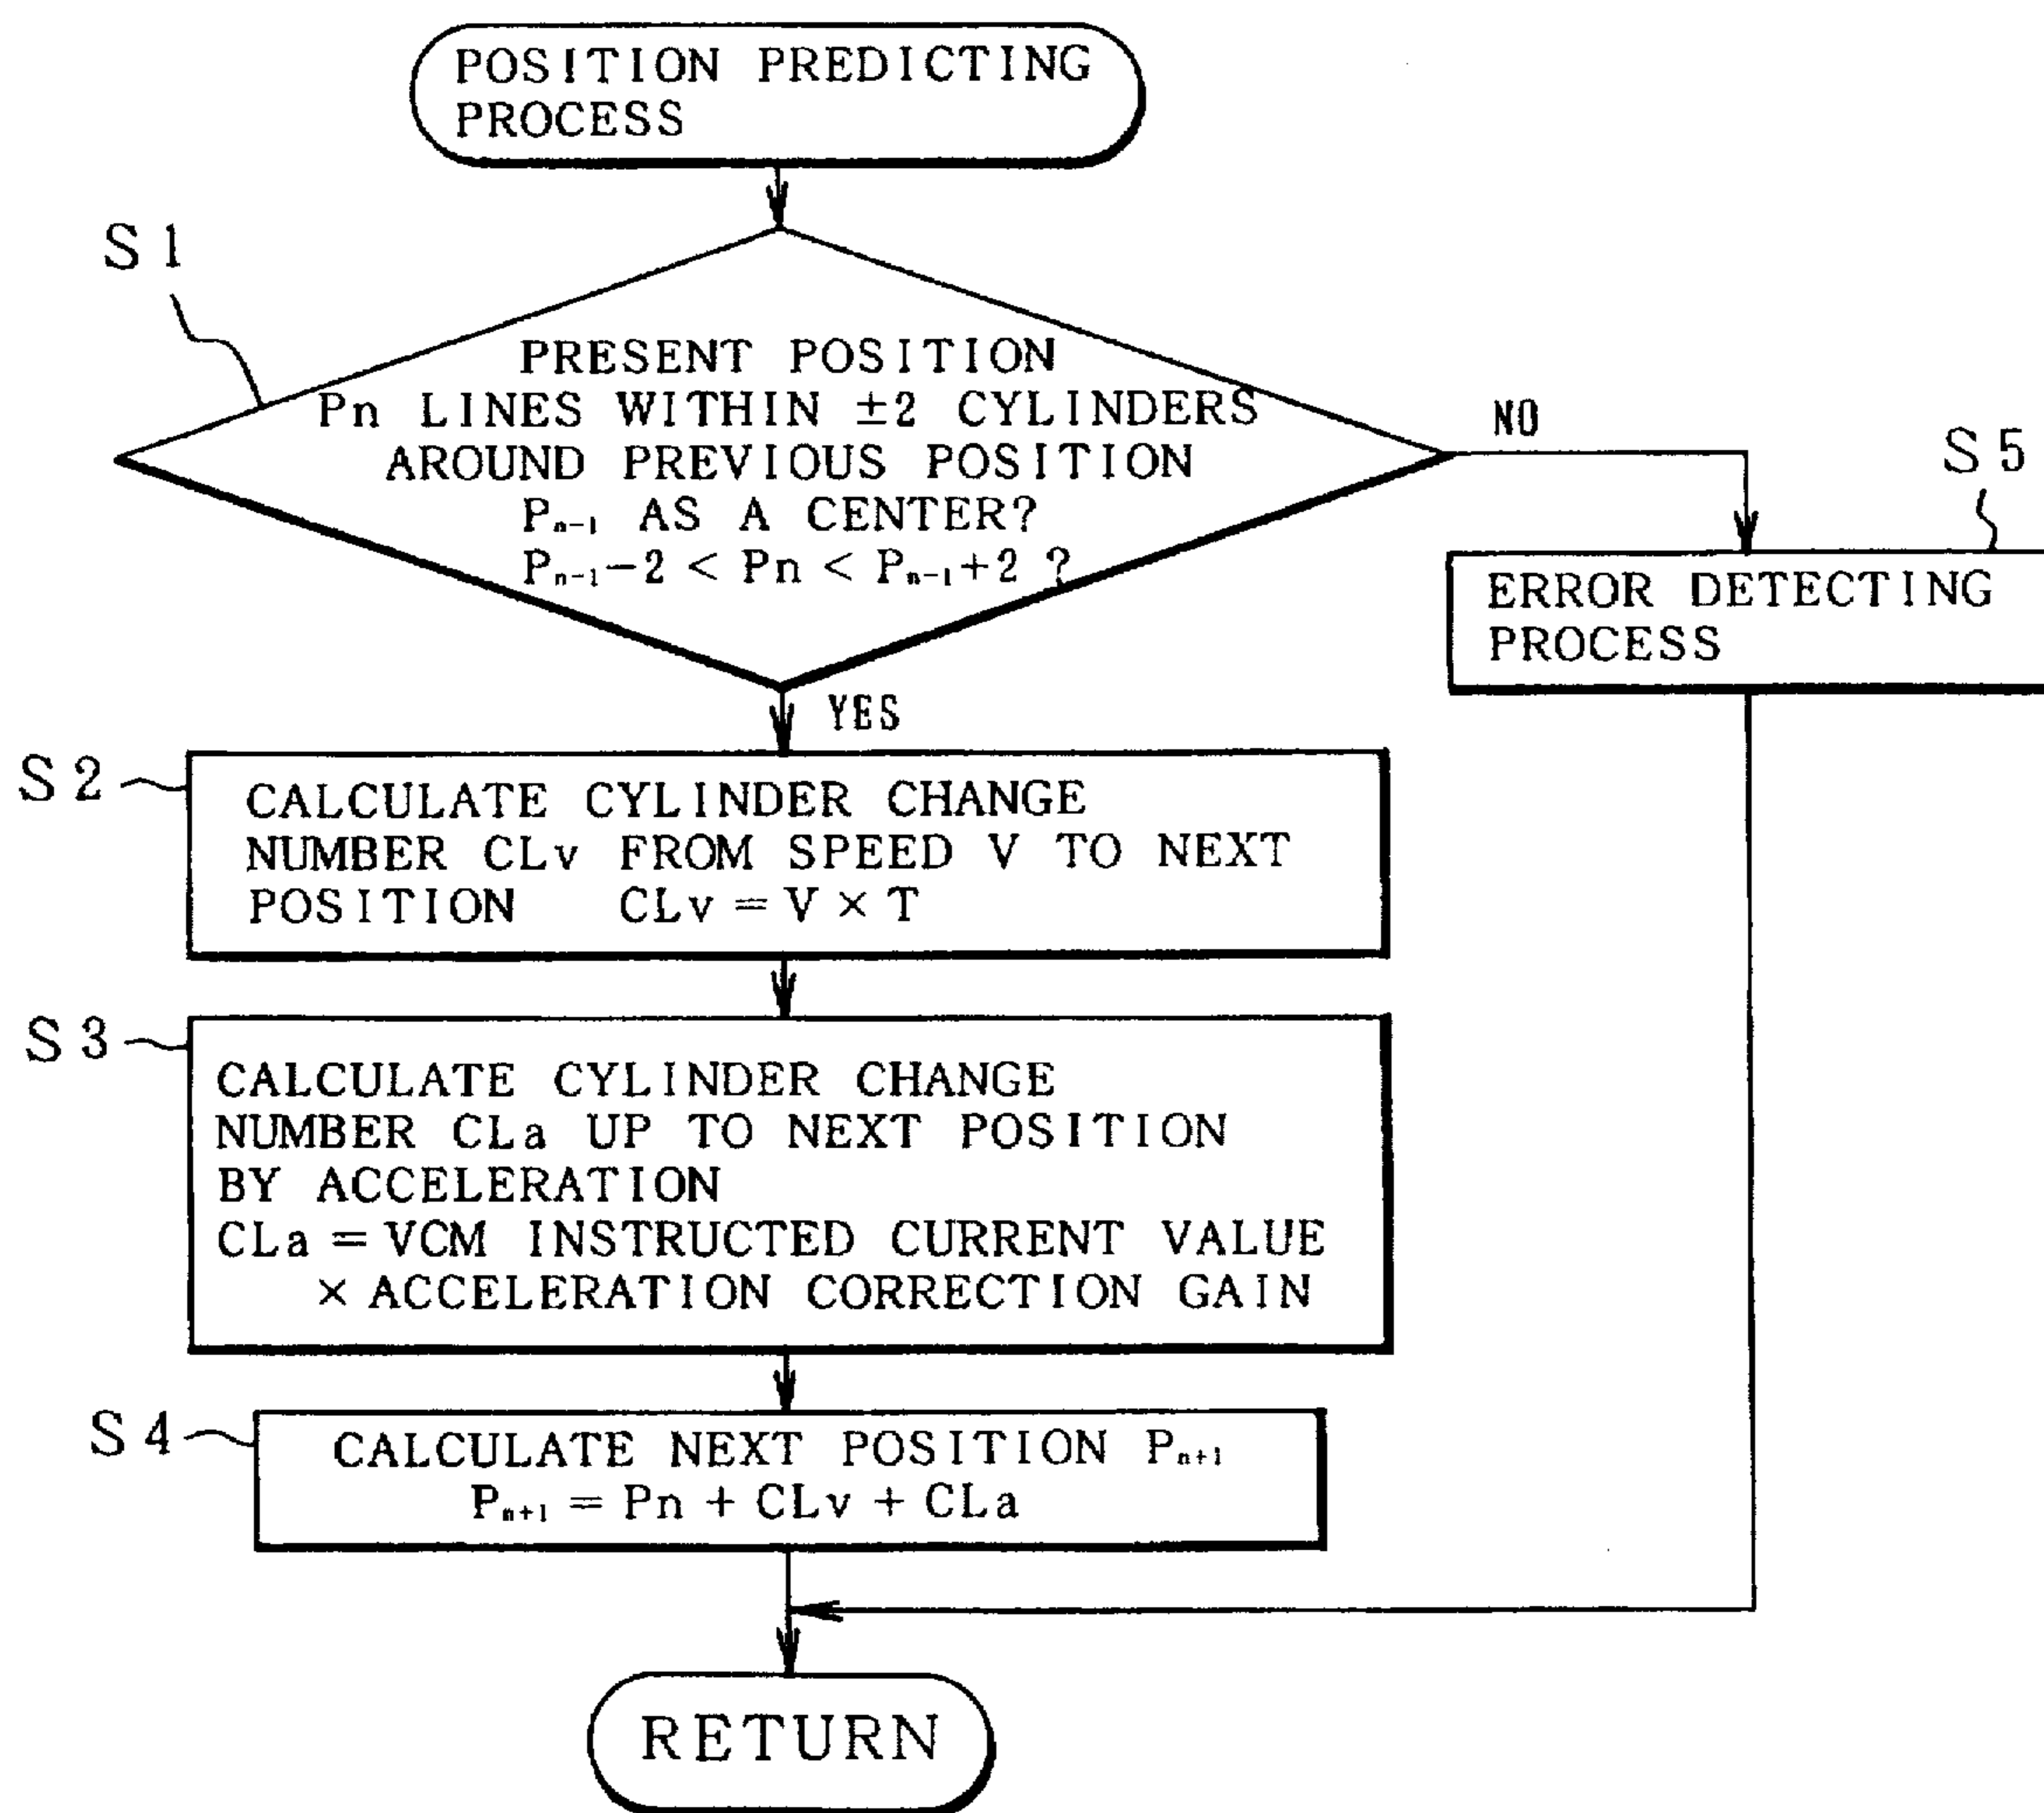 POSITION PREDICTING
PROCESS
S1
PRESENT POSITION
Pn LINES WITHIN ±2 CYLINDERS
AROUND PREVIOUS POSITION
Pn-1 AS A CENTER?
Pn-1-2 < Pn < Pn-1+2 ?
NO
S5
ERROR DETECTING
PROCESS
YES
S2
CALCULATE CYLINDER CHANGE
NUMBER CLv FROM SPEED V TO NEXT
POSITION CLv = V × T
S3
CALCULATE CYLINDER CHANGE
NUMBER CLa UP TO NEXT POSITION
BY ACCELERATION
CLa = VCM INSTRUCTED CURRENT VALUE
× ACCELERATION CORRECTION GAIN
S4
CALCULATE NEXT POSITION Pn+1
Pn+1 = Pn + CLv + CLa
RETURN